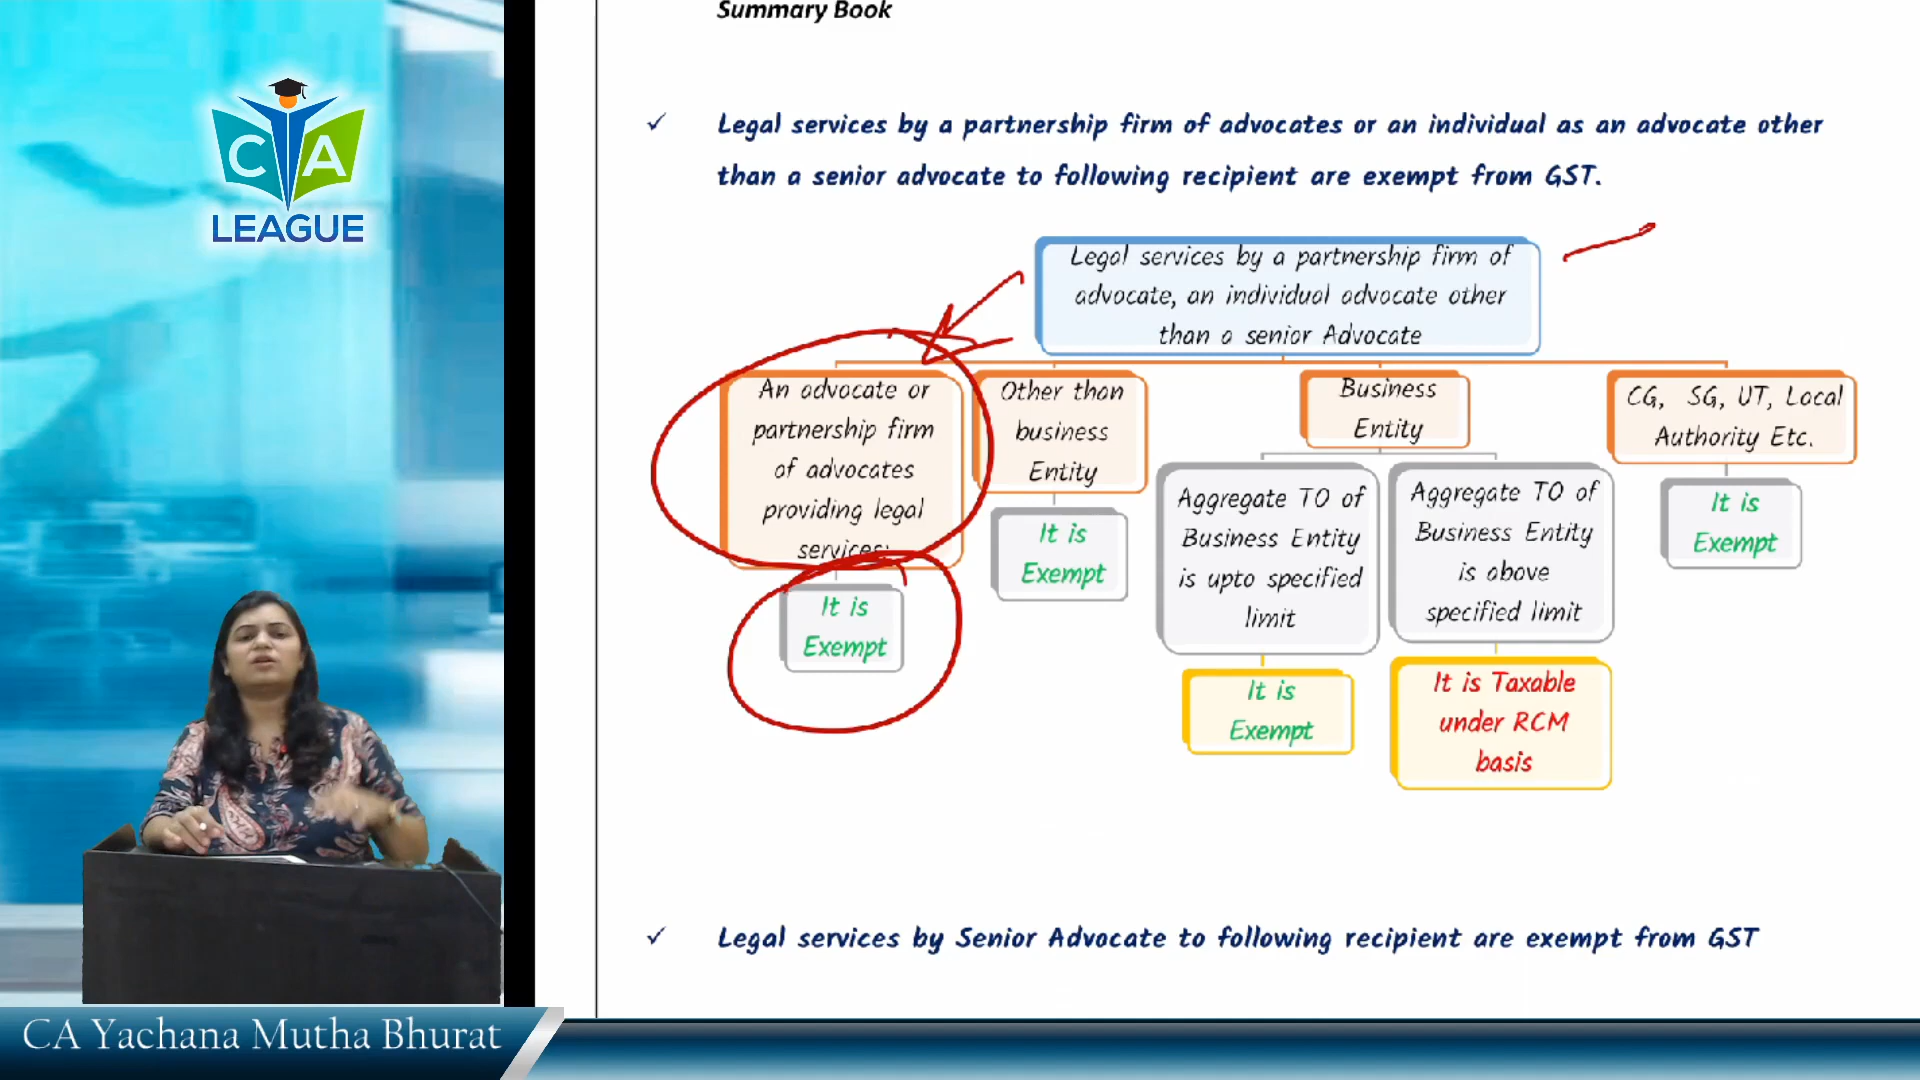 Summary Book
C A
LEAGUE
✓ Legal services by a partnership firm of advocates or an individual as an advocate other
than a senior advocate to following recipient are exempt from GST.
Legal services by a partnership firm of
advocate, an individual advocate other
than a senior Advocate
An advocate or
partnership firm
of advocates
providing legal
services;
It is
Exempt
Other than
business
Entity
It is
Exempt
Business
Entity
Aggregate TO of
Business Entity
is upto specified
limit
It is
Exempt
Aggregate TO of
Business Entity
is above
specified limit
It is Taxable
under RCM
basis
CG, SG, UT, Local
Authority Etc.
It is
Exempt
✓ Legal services by Senior Advocate to following recipient are exempt from GST
CA Yachana Mutha Bhurat